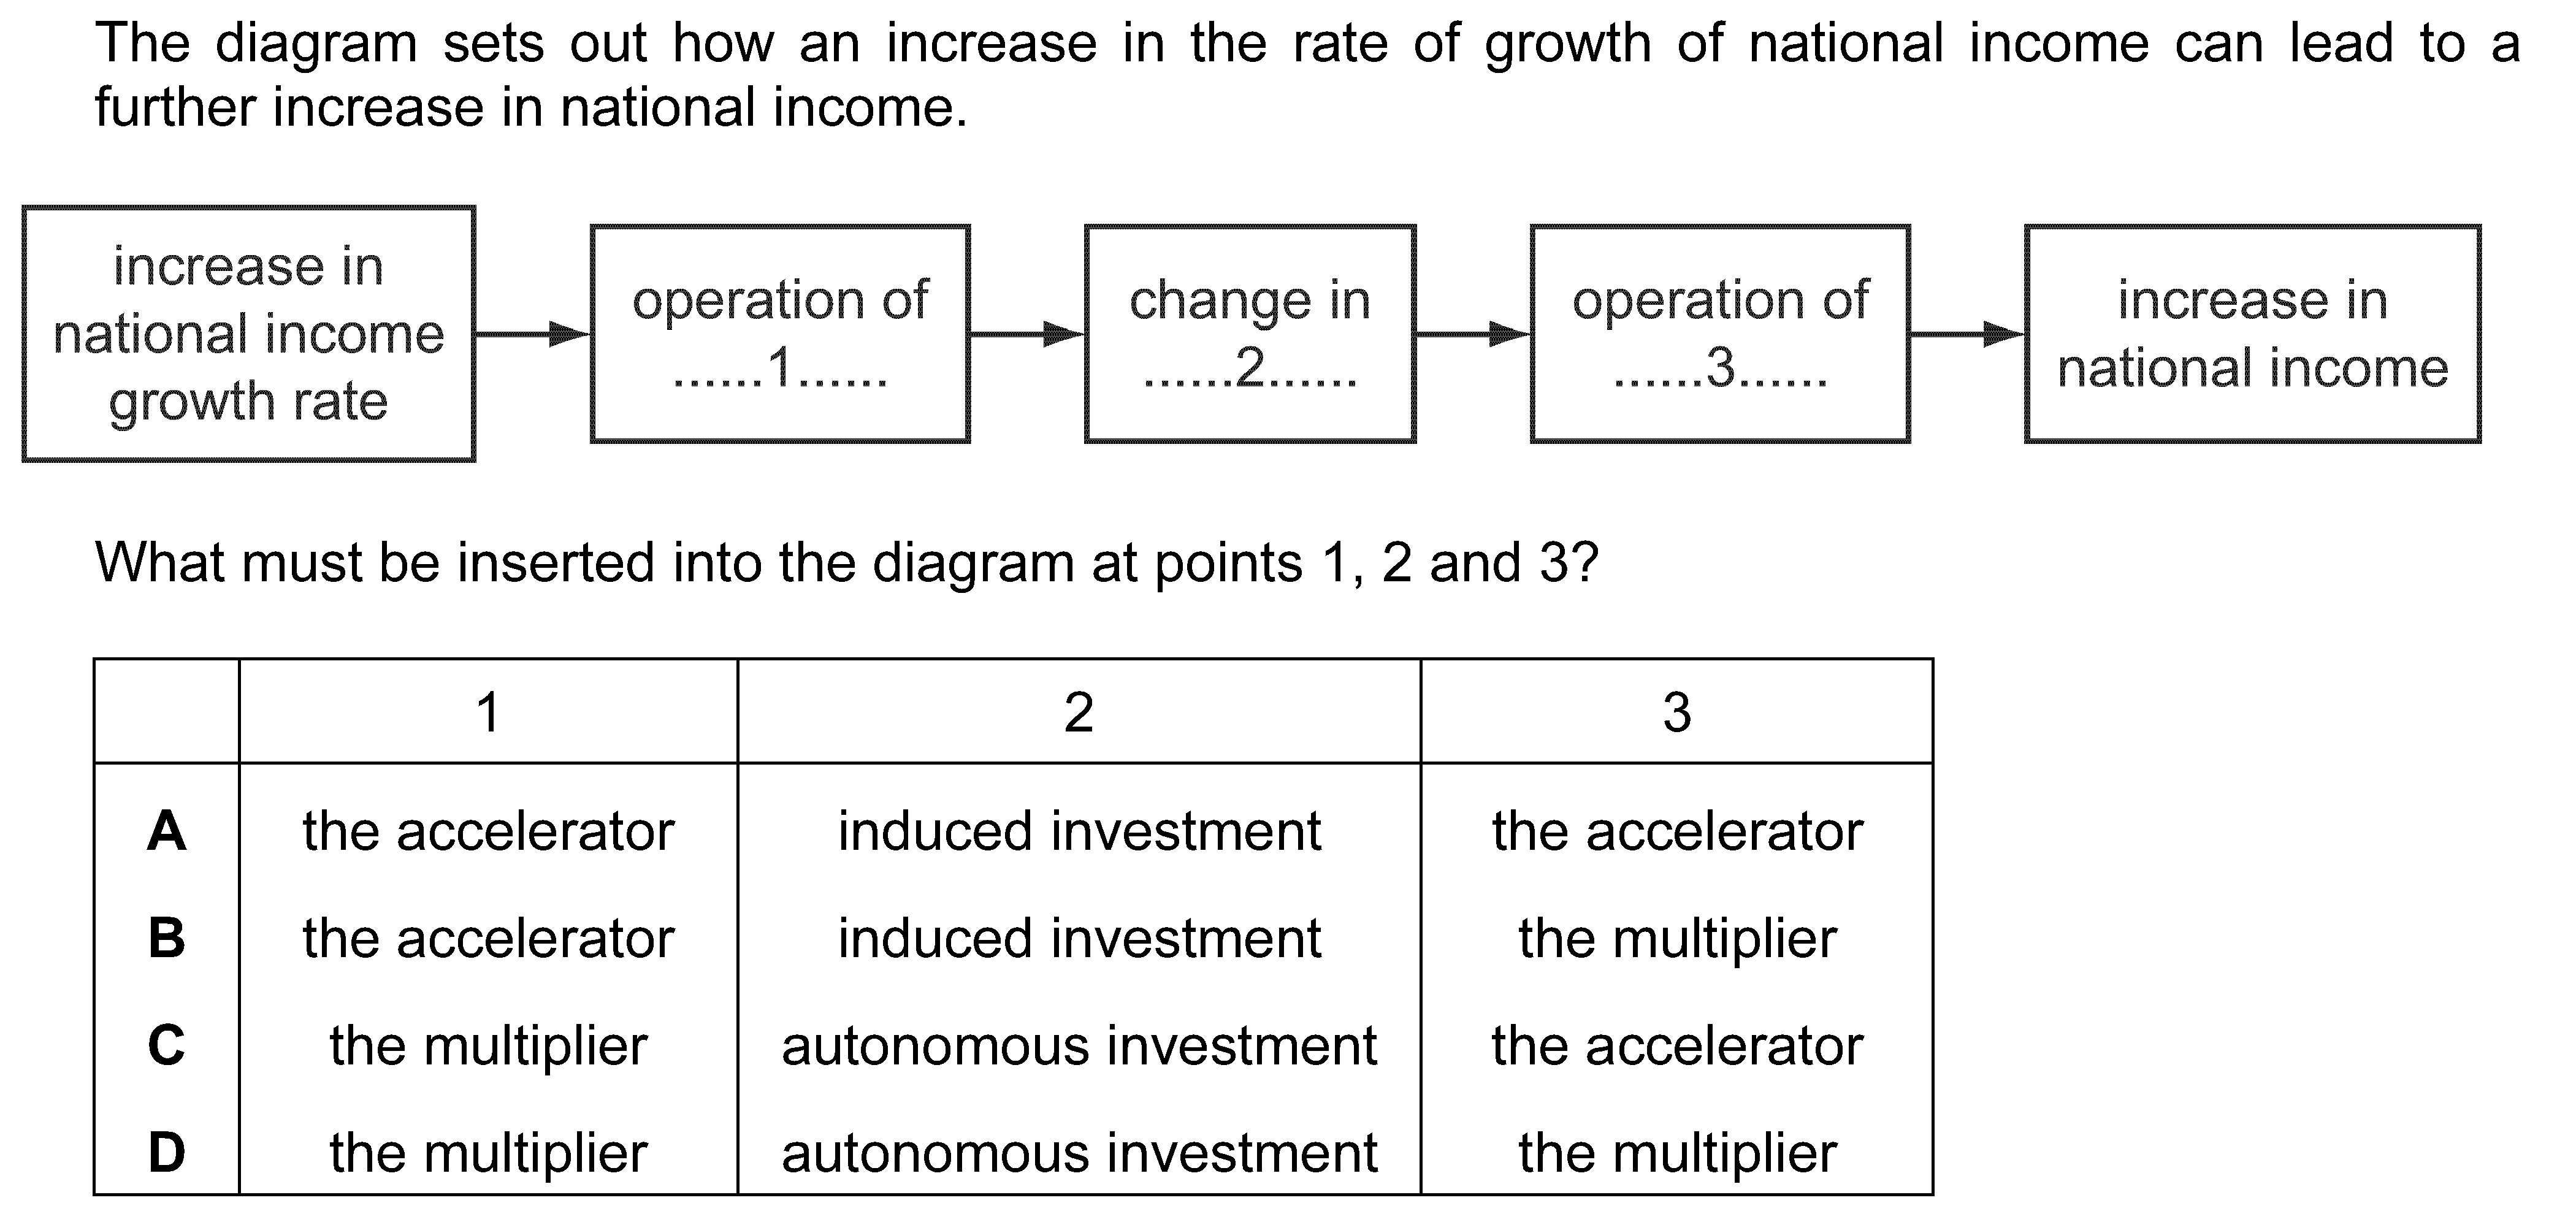 The diagram sets out how an increase in the rate of growth of national income can lead to a
further increase in national income.
increase in
national income
growth rate
operation of
......1......
change in
......2......
operation of
......3......
increase in
national income
What must be inserted into the diagram at points 1, 2 and 3?
1 2 3
A the accelerator induced investment the accelerator
B the accelerator induced investment the multiplier
C the multiplier autonomous investment the accelerator
D the multiplier autonomous investment the multiplier